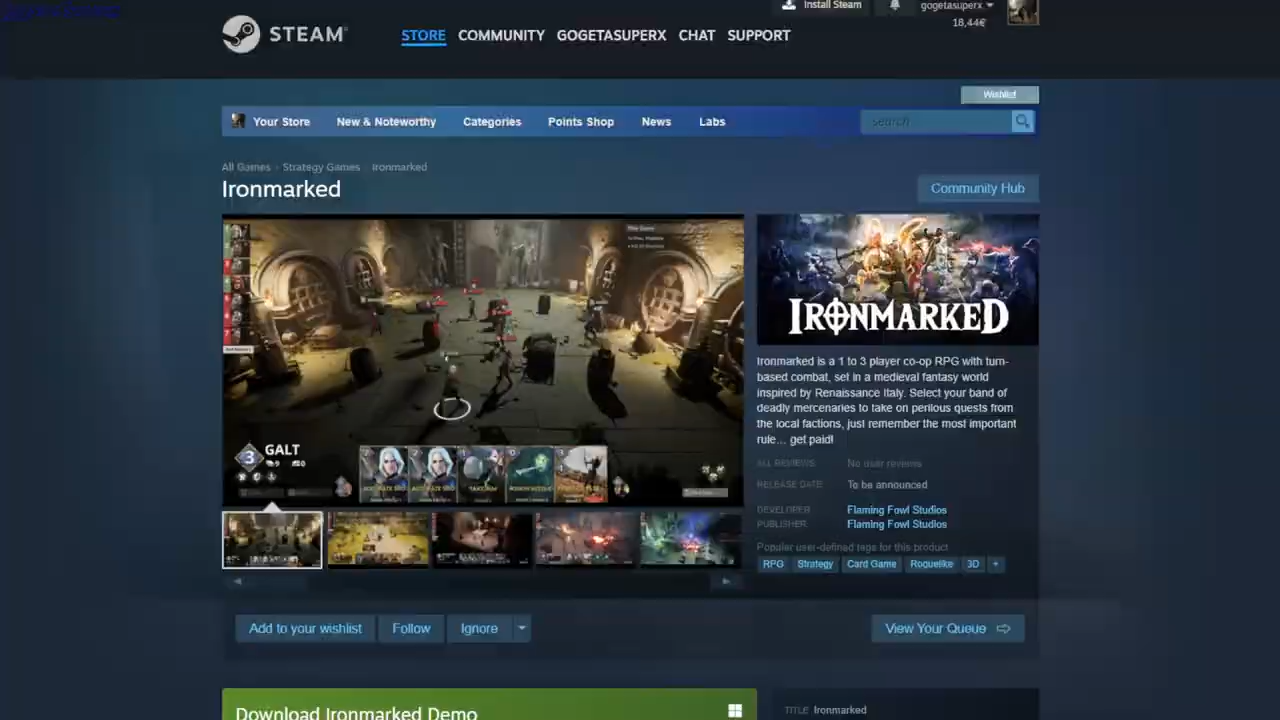 Install Steam
gogetasuperx
18,44€
STEAM
STORE COMMUNITY GOGETASUPERX CHAT SUPPORT
Wishlist
Your Store New & Noteworthy Categories Points Shop News Labs
search
All Games Strategy Games Ironmarked
Ironmarked
Community Hub
IRONMARKED
Ironmarked is a 1 to 3 player co-op RPG with turn-
based combat, set in a medieval fantasy world
inspired by Renaissance Italy. Select your band of
deadly mercenaries to take on perilous quests from
the local factions, just remember the most important
rule... get paid!
3 GALT
ALL REVIEWS: No user reviews
RELEASE DATE: To be announced
DEVELOPER: Flaming Fowl Studios
PUBLISHER: Flaming Fowl Studios
Popular user-defined tags for this product
RPG Strategy Card Game Roguelike 3D +
Add to your wishlist Follow Ignore
View Your Queue
Download Ironmarked Demo
TITLE: Ironmarked